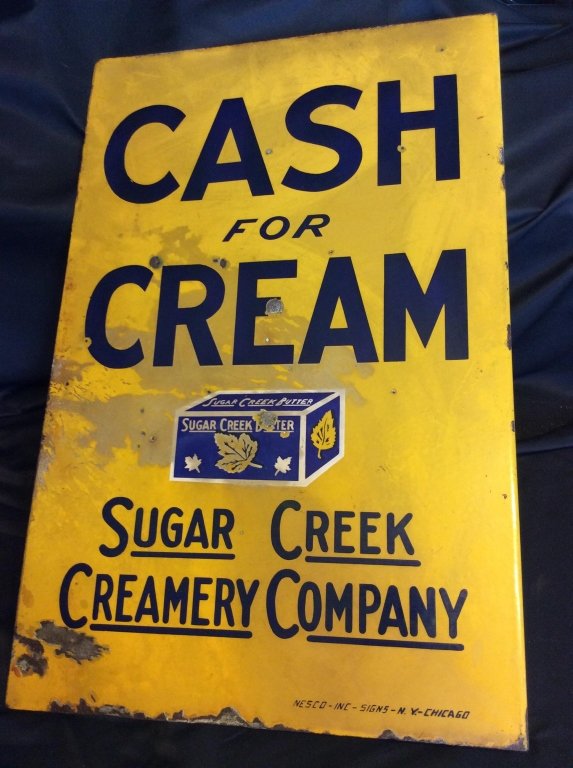 CASH
FOR
CREAM
SUGAR CREEK BUTTER
SUGAR CREEK BUTTER
SUGAR CREEK
CREAMERY COMPANY
NESCO-INC-SIGNS-N.Y.-CHICAGO